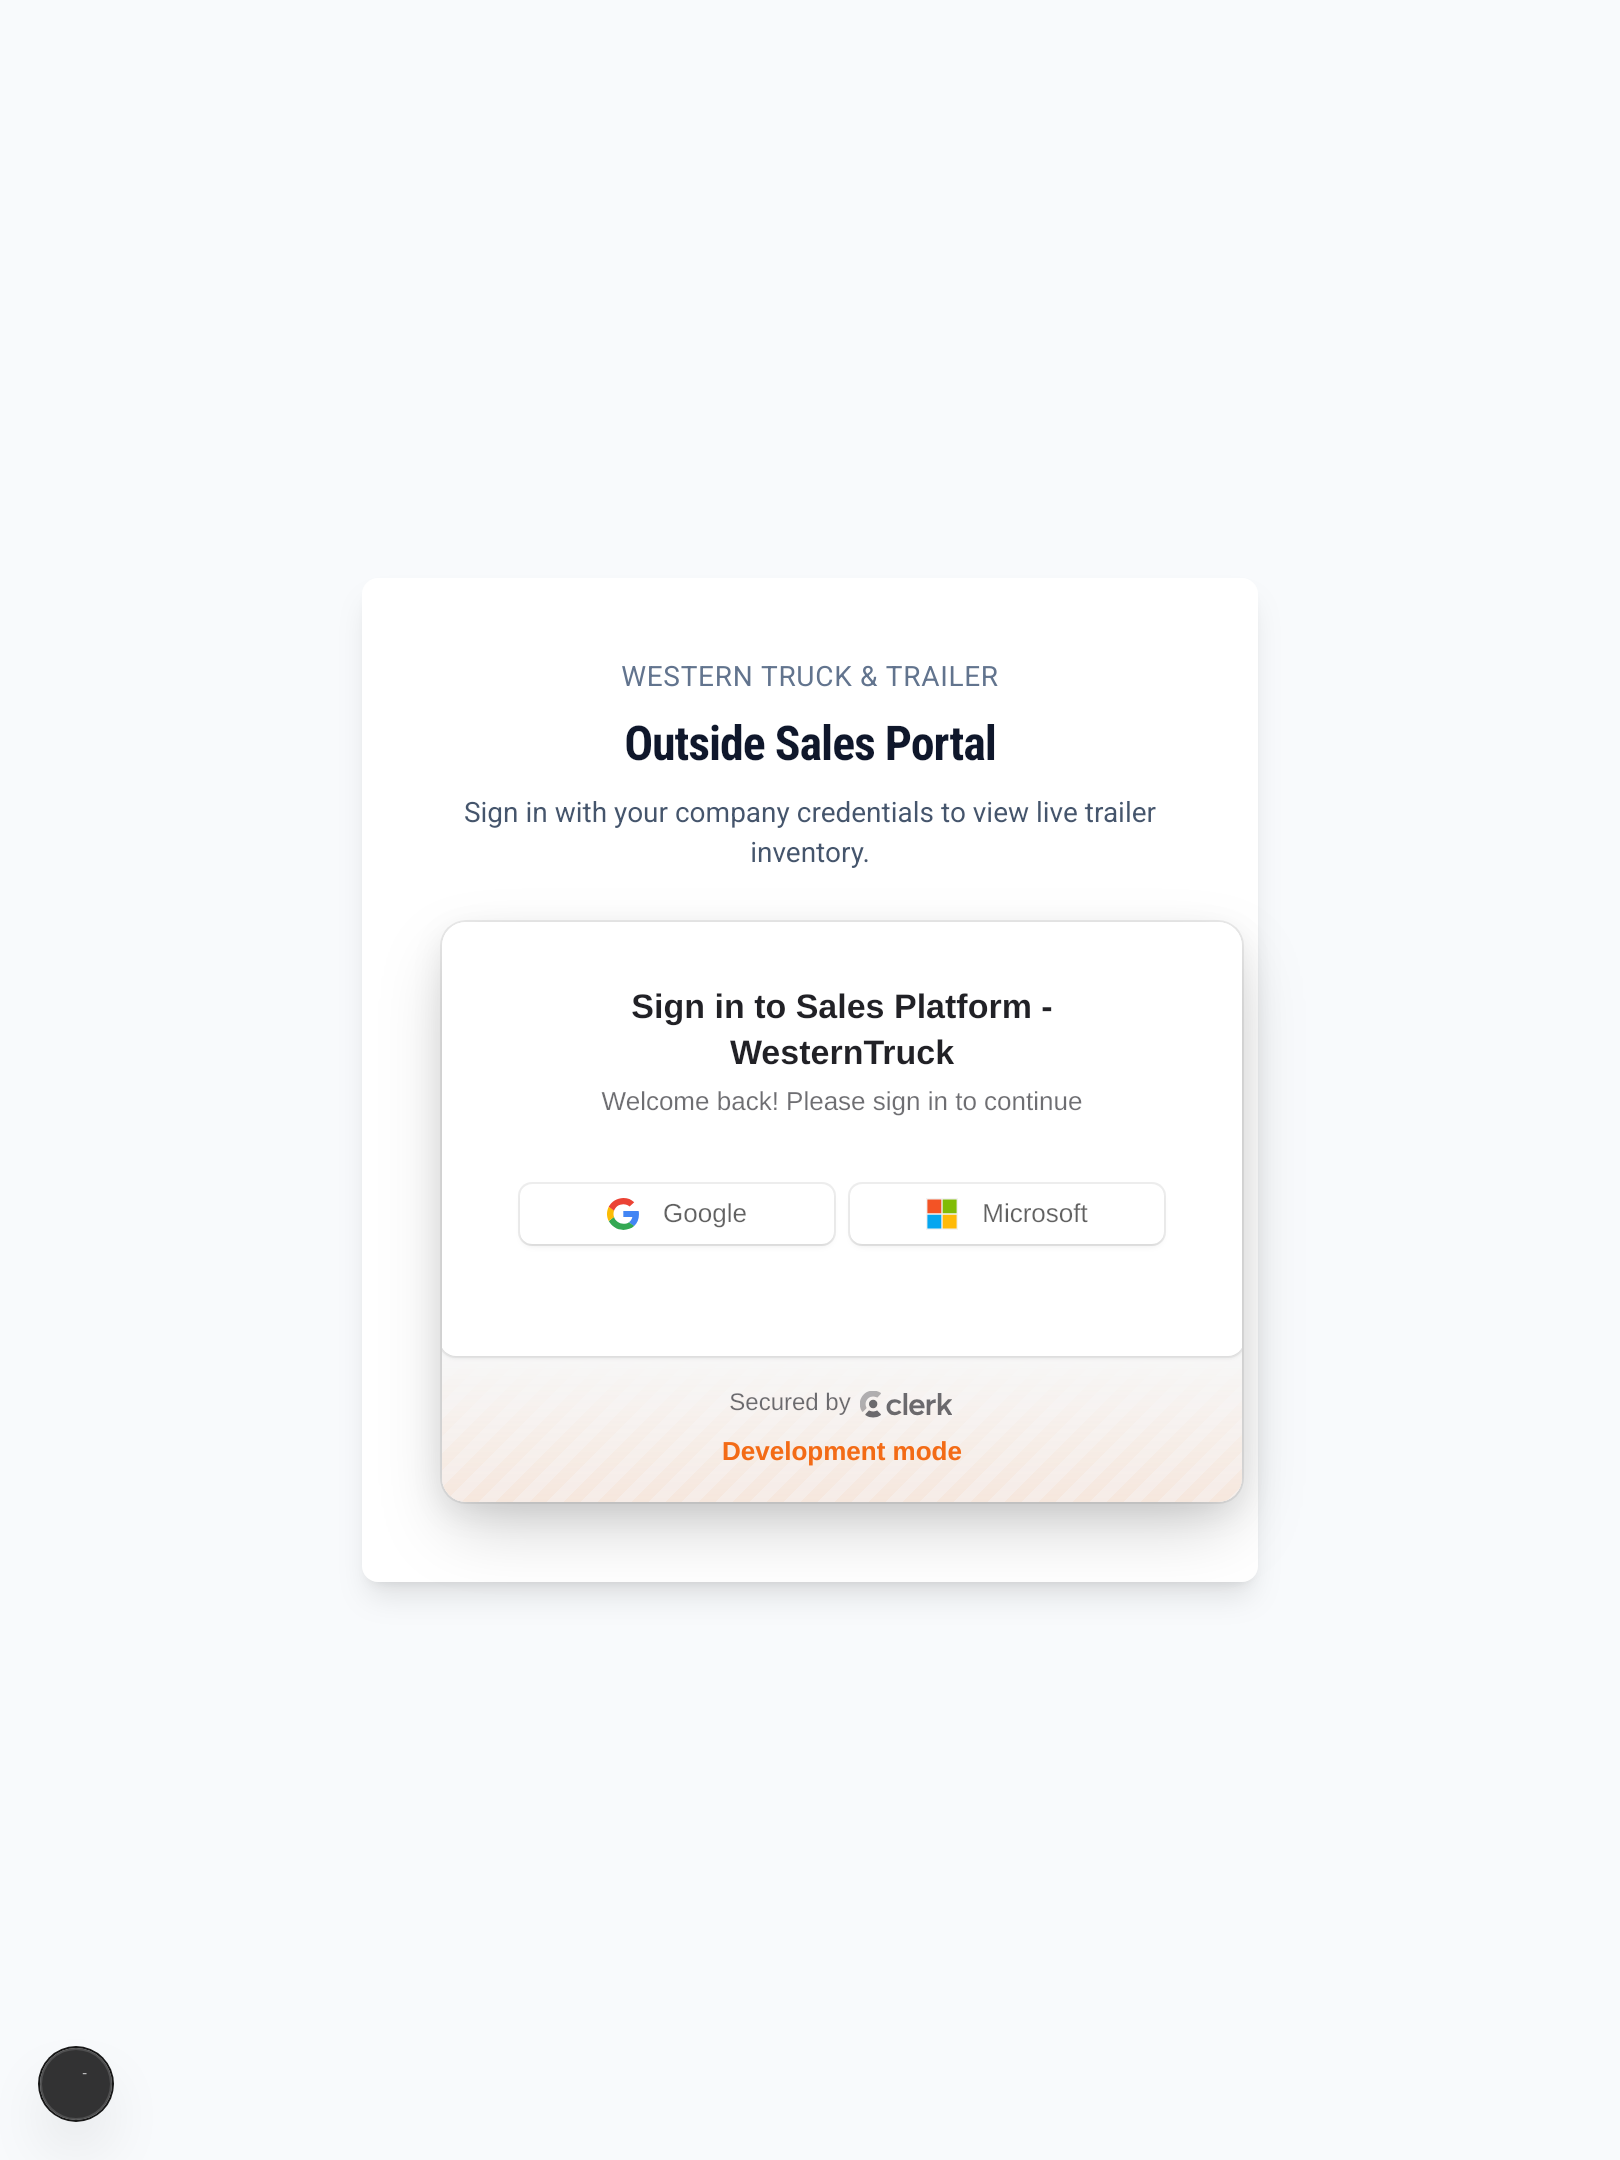 WESTERN TRUCK & TRAILER
Outside Sales Portal
Sign in with your company credentials to view live trailer
inventory.
Sign in to Sales Platform -
WesternTruck
Welcome back! Please sign in to continue
Google
Microsoft
Secured by clerk
Development mode